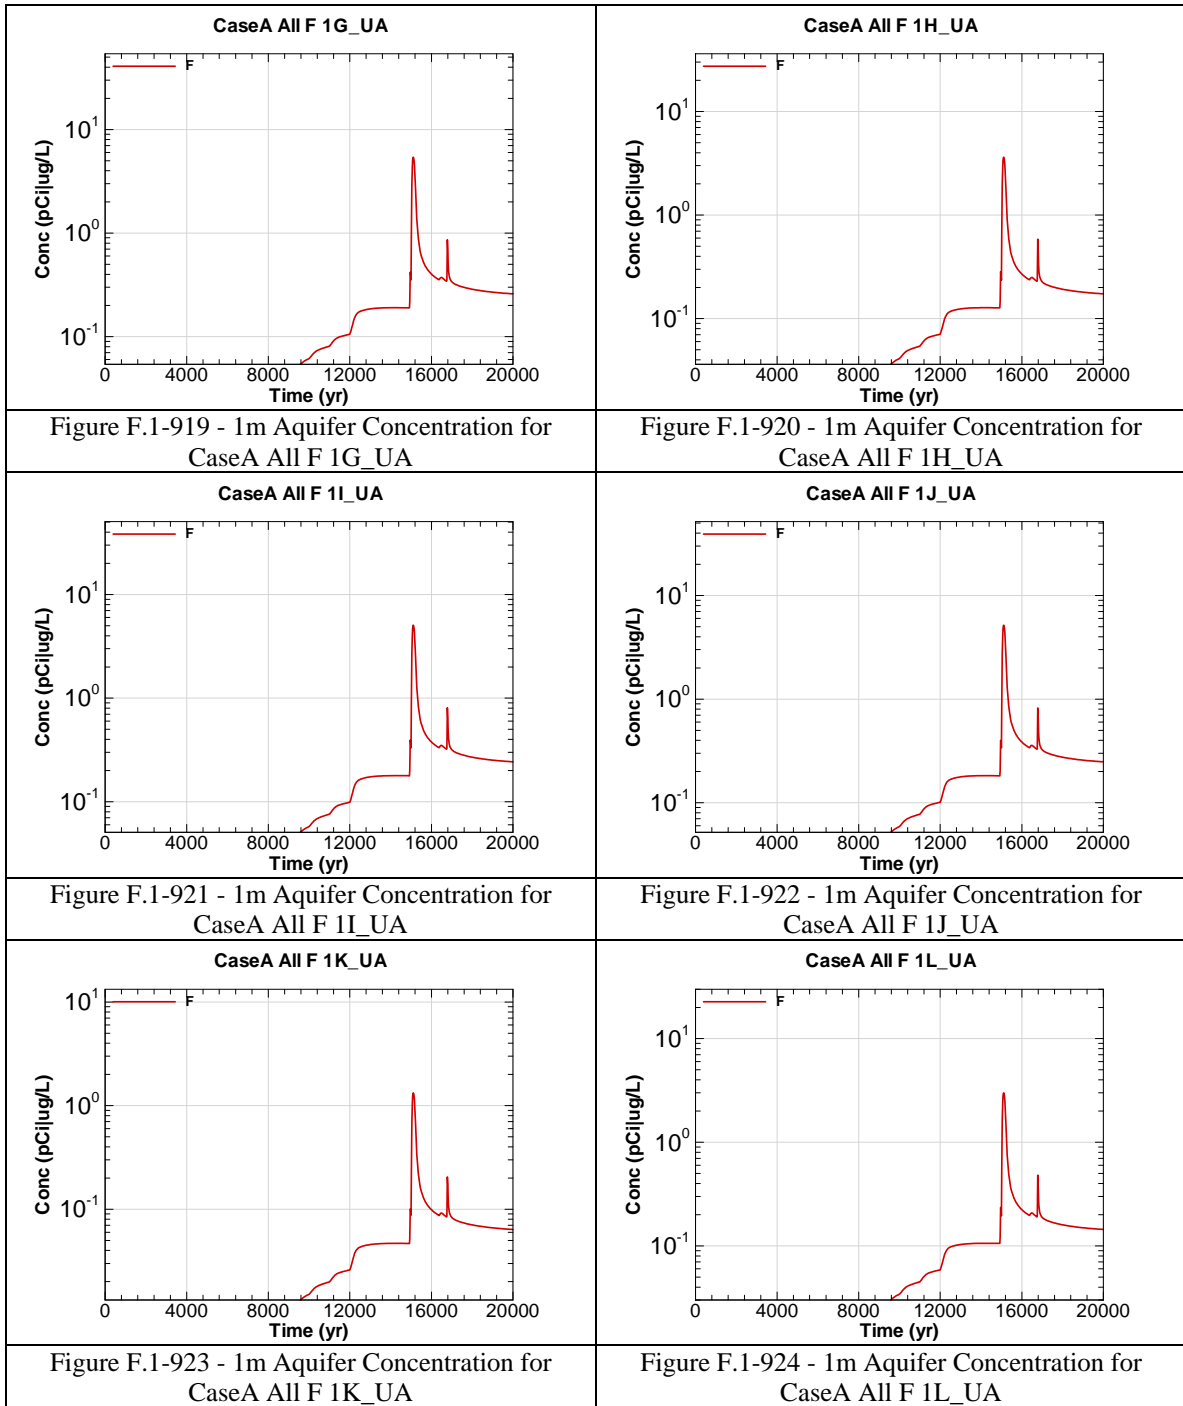 CaseA All F 1G_UA
F
Conc (pCi|ug/L)
10^1
10^0
10^-1
0 4000 8000 12000 16000 20000
Time (yr)
Figure F.1-919 - 1m Aquifer Concentration for
CaseA All F 1G_UA
CaseA All F 1H_UA
F
Conc (pCi|ug/L)
10^1
10^0
10^-1
0 4000 8000 12000 16000 20000
Time (yr)
Figure F.1-920 - 1m Aquifer Concentration for
CaseA All F 1H_UA
CaseA All F 1I_UA
F
Conc (pCi|ug/L)
10^1
10^0
10^-1
0 4000 8000 12000 16000 20000
Time (yr)
Figure F.1-921 - 1m Aquifer Concentration for
CaseA All F 1I_UA
CaseA All F 1J_UA
F
Conc (pCi|ug/L)
10^1
10^0
10^-1
0 4000 8000 12000 16000 20000
Time (yr)
Figure F.1-922 - 1m Aquifer Concentration for
CaseA All F 1J_UA
CaseA All F 1K_UA
F
Conc (pCi|ug/L)
10^1
10^0
10^-1
0 4000 8000 12000 16000 20000
Time (yr)
Figure F.1-923 - 1m Aquifer Concentration for
CaseA All F 1K_UA
CaseA All F 1L_UA
F
Conc (pCi|ug/L)
10^1
10^0
10^-1
0 4000 8000 12000 16000 20000
Time (yr)
Figure F.1-924 - 1m Aquifer Concentration for
CaseA All F 1L_UA